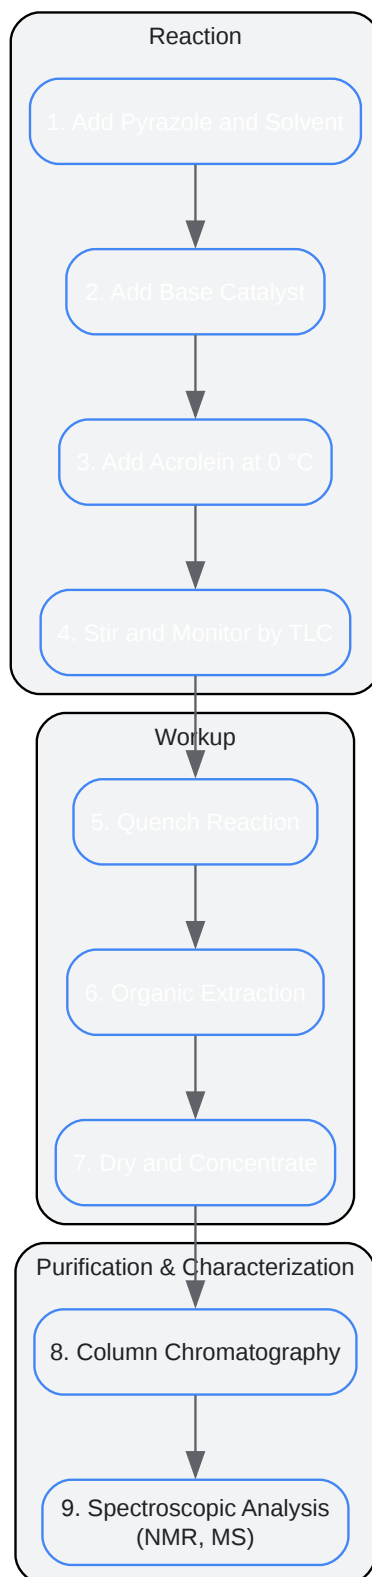 Reaction
1. Add Pyrazole and Solvent
2. Add Base Catalyst
3. Add Acrolein at 0 °C
4. Stir and Monitor by TLC
Workup
5. Quench Reaction
6. Organic Extraction
7. Dry and Concentrate
Purification & Characterization
8. Column Chromatography
9. Spectroscopic Analysis
(NMR, MS)